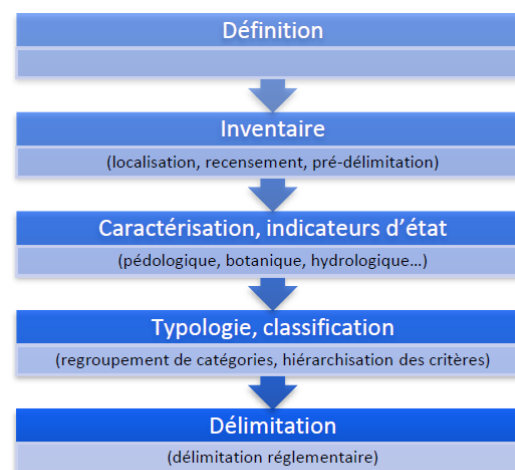 Définition
Inventaire
(localisation, recensement, pré-délimitation)
Caractérisation, indicateurs d'état
(pédologique, botanique, hydrologique...)
Typologie, classification
(regroupement de catégories, hiérarchisation des critères)
Délimitation
(délimitation réglementaire)